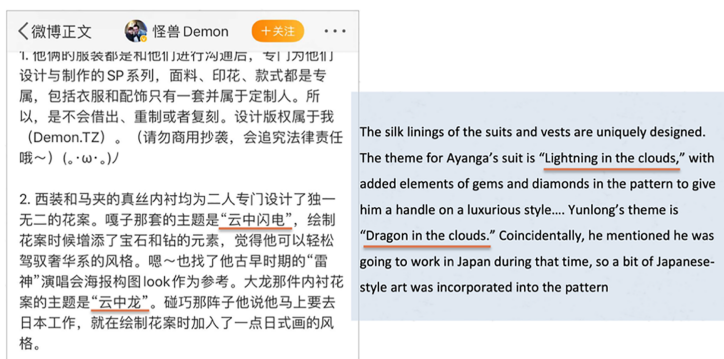 微博正文
怪兽Demon
+关注
1. 他俩的服装都是和他们进行沟通后，专门为他们
设计与制作的SP系列，面料、印花、款式都是专
属，包括衣服和配饰只有一套并属于定制人。所
以，是不会借出、重制或者复刻。设计版权属于我
（Demon.TZ）。（请勿商用抄袭，会追究法律责任
哦～）(｡･ω･｡)ﾉ
2. 西装和马夹的真丝内衬均为二人专门设计了独一
无二的花案。嘎子那套的主题是“云中闪电”，绘制
花案时候增添了宝石和钻的元素，觉得他可以轻松
驾驭奢华系的风格。嗯～也找了他古早时期的“雷
神”演唱会海报构图look作为参考。大龙那件内衬花
案的主题是“云中龙”。碰巧那阵子他说他马上要去
日本工作，就在绘制花案时加入了一点日式画的风
格。
The silk linings of the suits and vests are uniquely designed.
The theme for Ayanga’s suit is “Lightning in the clouds,” with
added elements of gems and diamonds in the pattern to give
him a handle on a luxurious style.... Yunlong’s theme is
“Dragon in the clouds.” Coincidentally, he mentioned he was
going to work in Japan during that time, so a bit of Japanese-
style art was incorporated into the pattern